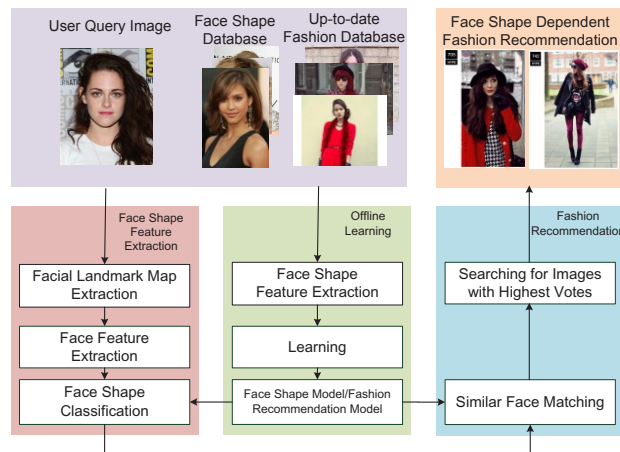 User Query Image
Face Shape
Database
Up-to-date
Fashion Database
Face Shape Dependent
Fashion Recommendation
Face Shape
Feature
Extraction
Facial Landmark Map
Extraction
Face Feature
Extraction
Face Shape
Classification
Offline
Learning
Face Shape
Feature Extraction
Learning
Face Shape Model/Fashion
Recommendation Model
Fashion
Recommendation
Searching for Images
with Highest Votes
Similar Face Matching